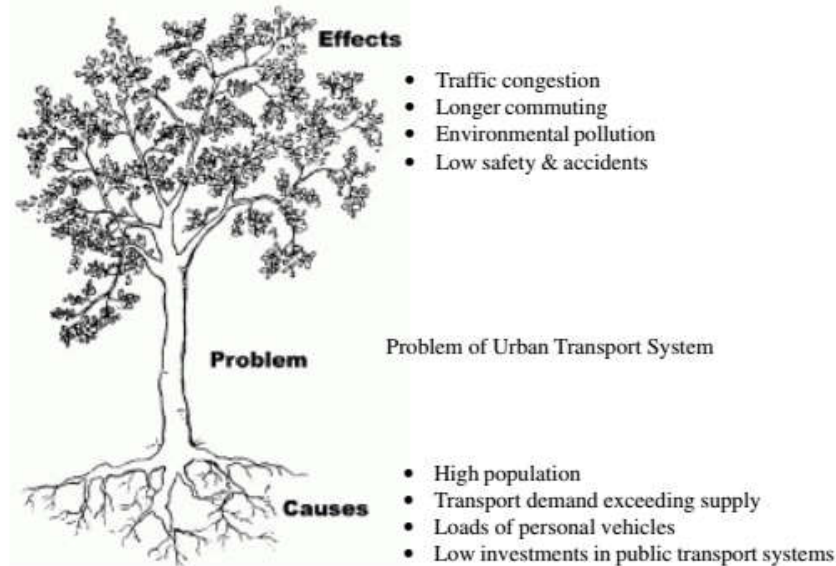 Effects
• Traffic congestion
• Longer commuting
• Environmental pollution
• Low safety & accidents
Problem
Problem of Urban Transport System
Causes
• High population
• Transport demand exceeding supply
• Loads of personal vehicles
• Low investments in public transport systems